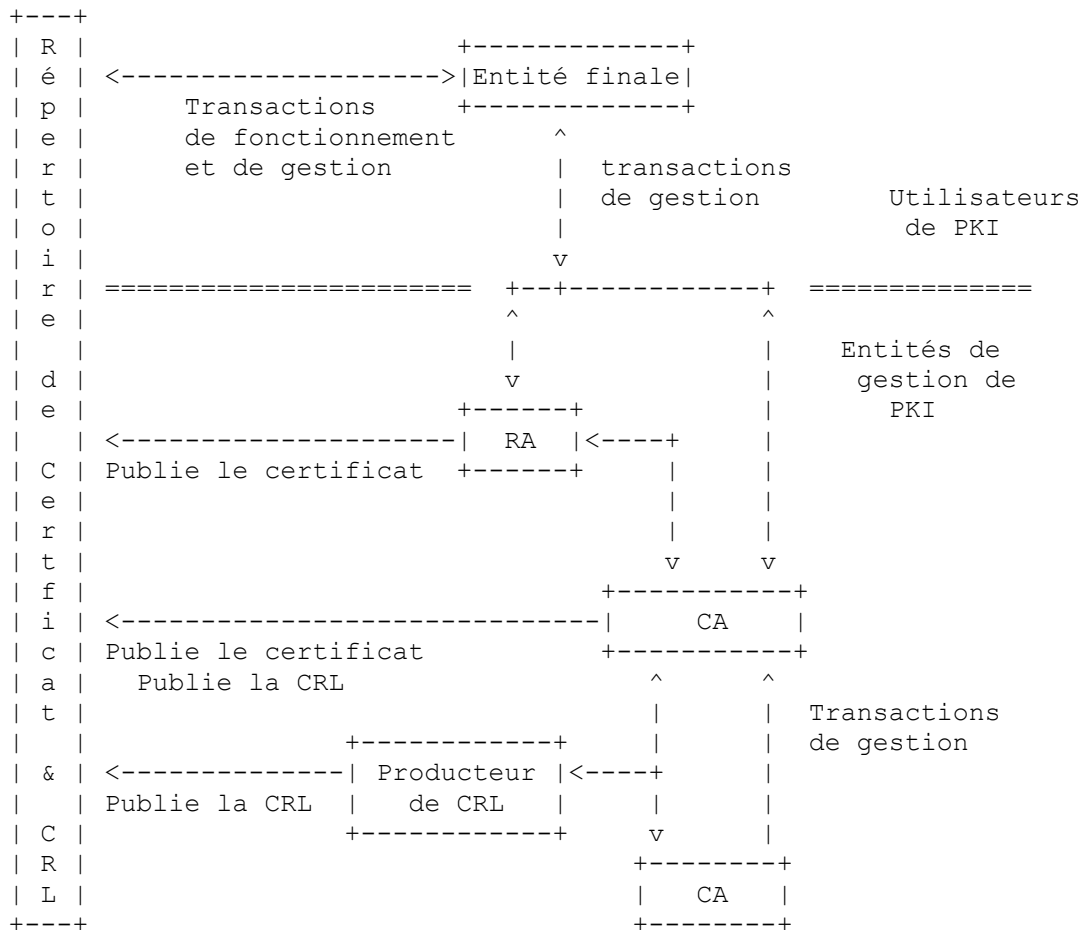 Répertoire de Certficat & CRL
Entité finale
Transactions
de fonctionnement
et de gestion
transactions
de gestion
Utilisateurs
de PKI
Entités de
gestion de
PKI
RA
Publie le certificat
CA
Publie le certificat
Publie la CRL
Transactions
de gestion
Producteur
de CRL
Publie la CRL
CA